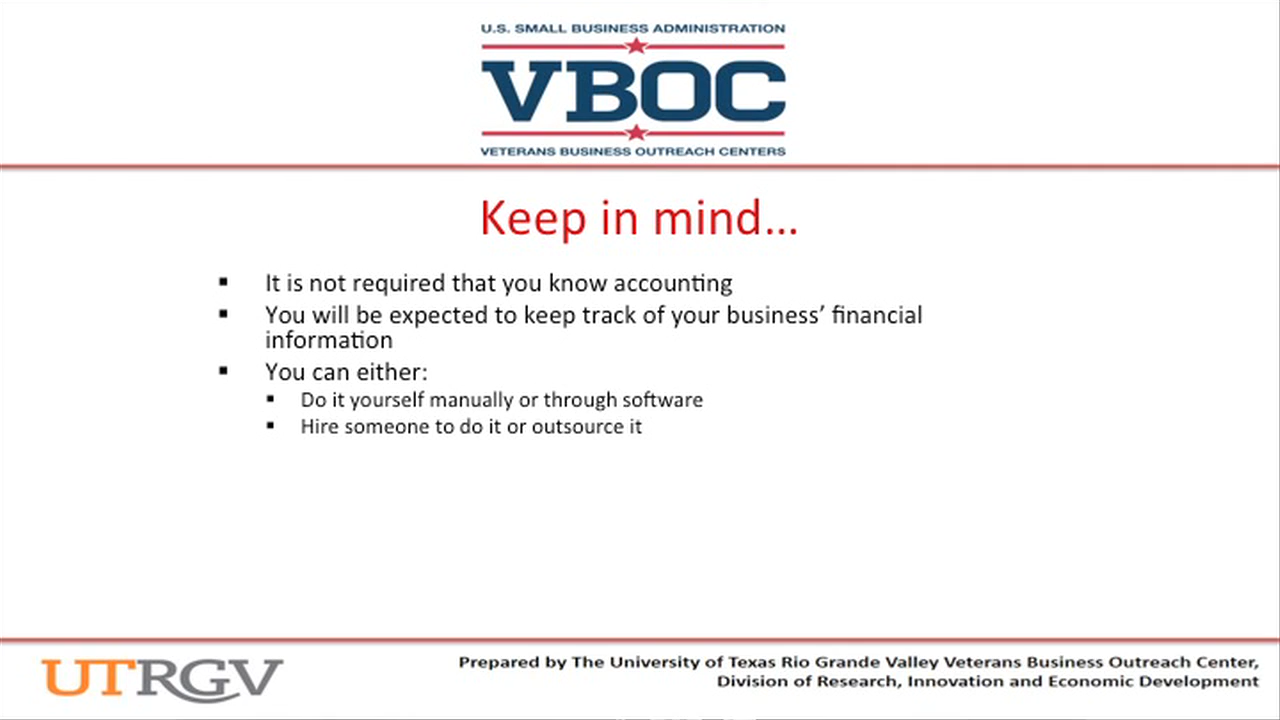 U.S. SMALL BUSINESS ADMINISTRATION
VBOC
VETERANS BUSINESS OUTREACH CENTERS
Keep in mind...
▪ It is not required that you know accounting
▪ You will be expected to keep track of your business’ financial
information
▪ You can either:
▪ Do it yourself manually or through software
▪ Hire someone to do it or outsource it
UTRGV
Prepared by The University of Texas Rio Grande Valley Veterans Business Outreach Center,
Division of Research, Innovation and Economic Development